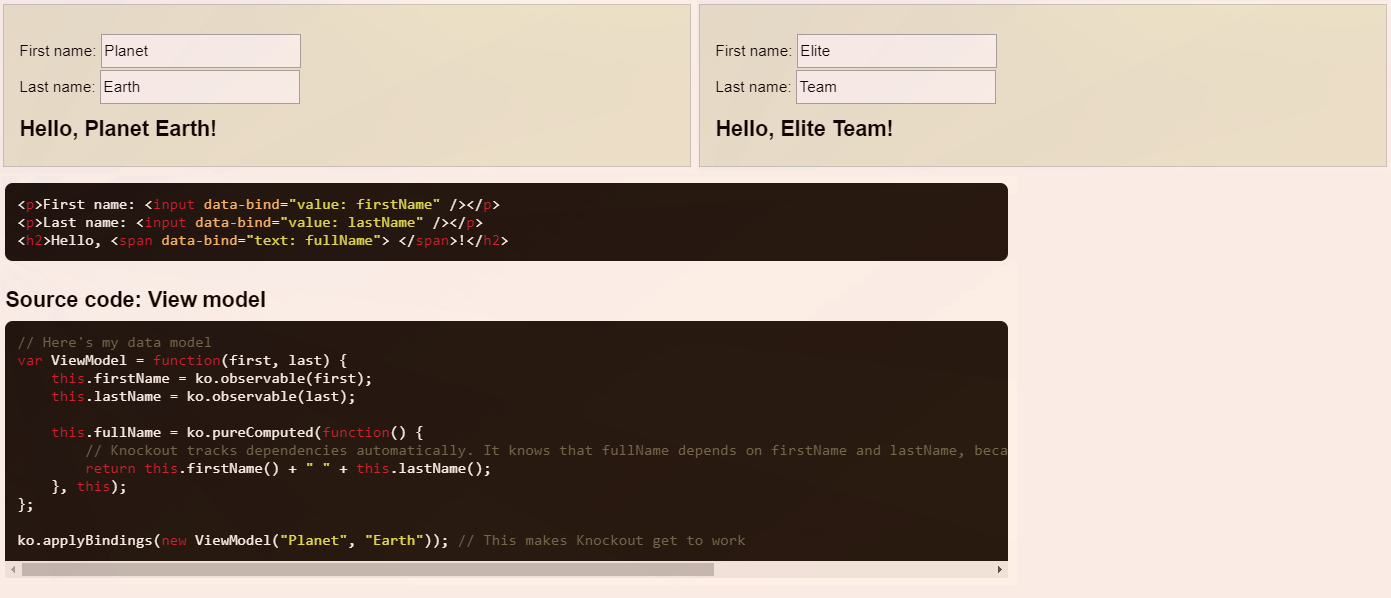 First name: Planet
Last name: Earth
Hello, Planet Earth!
First name: Elite
Last name: Team
Hello, Elite Team!
<p>First name: <input data-bind="value: firstName" /></p>
<p>Last name: <input data-bind="value: lastName" /></p>
<h2>Hello, <span data-bind="text: fullName"> </span>!</h2>
Source code: View model
// Here's my data model
var ViewModel = function(first, last) {
    this.firstName = ko.observable(first);
    this.lastName = ko.observable(last);

    this.fullName = ko.pureComputed(function() {
        // Knockout tracks dependencies automatically. It knows that fullName depends on firstName and lastName, beca
        return this.firstName() + " " + this.lastName();
    }, this);
};

ko.applyBindings(new ViewModel("Planet", "Earth")); // This makes Knockout get to work